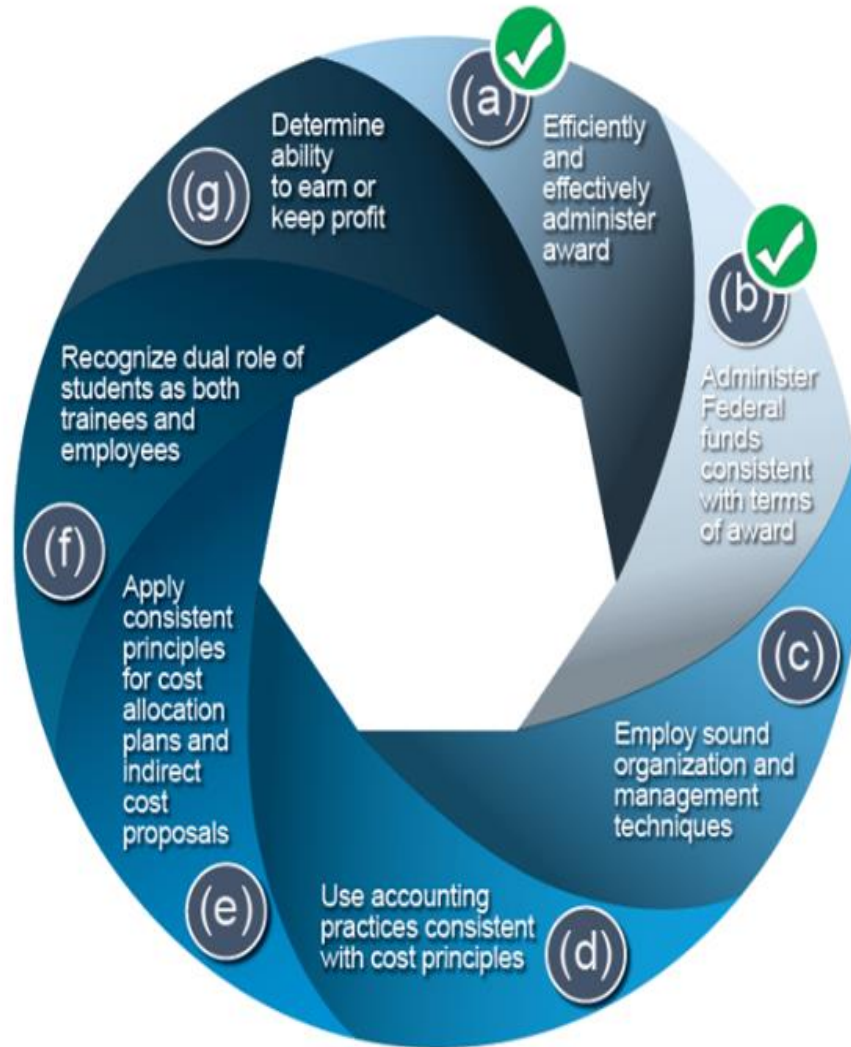 (a)
Efficiently
and
effectively
administer
award
(b)
Administer
Federal
funds
consistent
with terms
of award
(c)
Employ sound
organization and
management
techniques
(d)
Use accounting
practices consistent
with cost principles
(e)
Apply
consistent
principles
for cost
allocation
plans and
indirect
cost
proposals
(f)
Recognize dual role of
students as both
trainees and
employees
(g)
Determine
ability
to earn or
keep profit